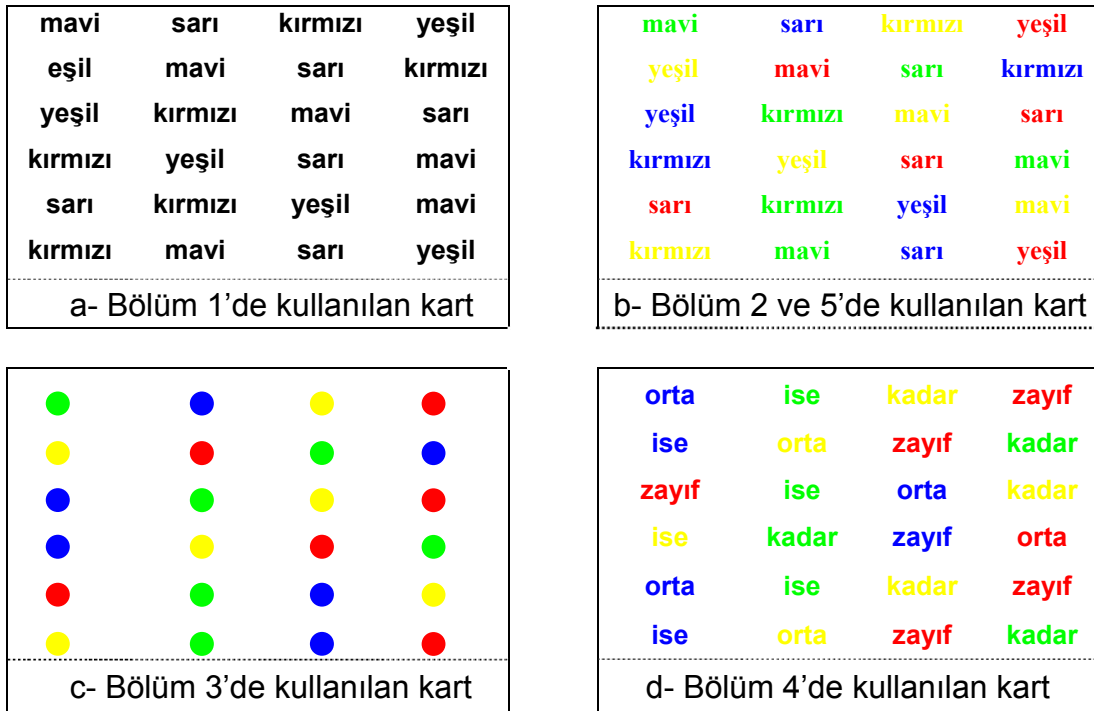 mavi sarı kırmızı yeşil
eşil mavi sarı kırmızı
yeşil kırmızı mavi sarı
kırmızı yeşil sarı mavi
sarı kırmızı yeşil mavi
kırmızı mavi sarı yeşil
a- Bölüm 1’de kullanılan kart
mavi sarı kırmızı yeşil
yeşil mavi sarı kırmızı
yeşil kırmızı mavi sarı
kırmızı yeşil sarı mavi
sarı kırmızı yeşil mavi
kırmızı mavi sarı yeşil
b- Bölüm 2 ve 5’de kullanılan kart
c- Bölüm 3’de kullanılan kart
orta ise kadar zayıf
ise orta zayıf kadar
zayıf ise orta kadar
ise kadar zayıf orta
orta ise kadar zayıf
ise orta zayıf kadar
d- Bölüm 4’de kullanılan kart